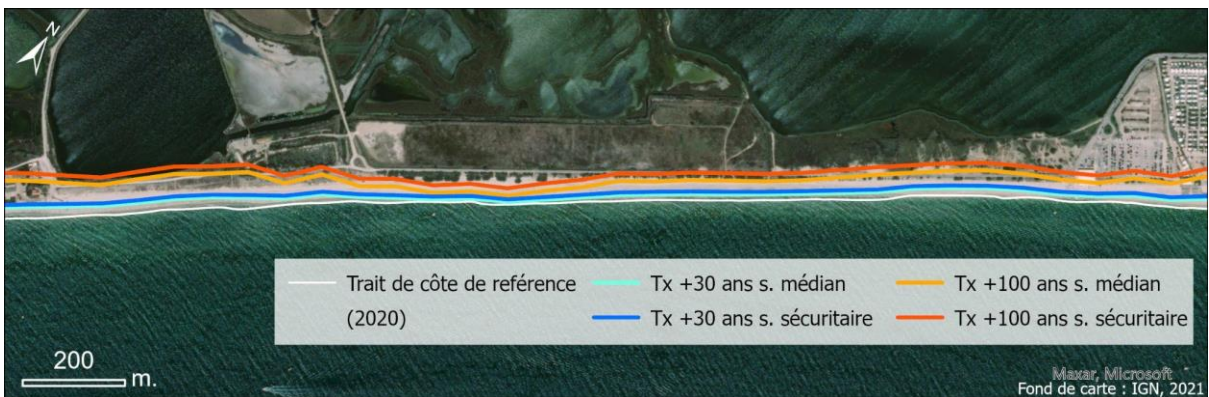 N
Trait de côte de reférence
(2020)
Tx +30 ans s. médian
Tx +30 ans s. sécuritaire
Tx +100 ans s. médian
Tx +100 ans s. sécuritaire
200
m.
Maxar, Microsoft
Fond de carte : IGN, 2021